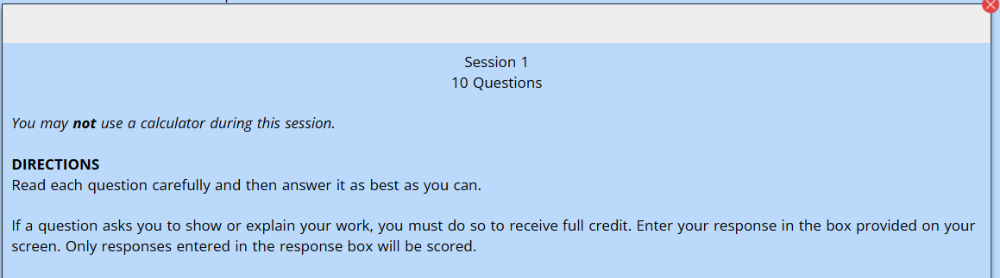 Session 1
10 Questions
You may not use a calculator during this session.
DIRECTIONS
Read each question carefully and then answer it as best as you can.
If a question asks you to show or explain your work, you must do so to receive full credit. Enter your response in the box provided on your
screen. Only responses entered in the response box will be scored.